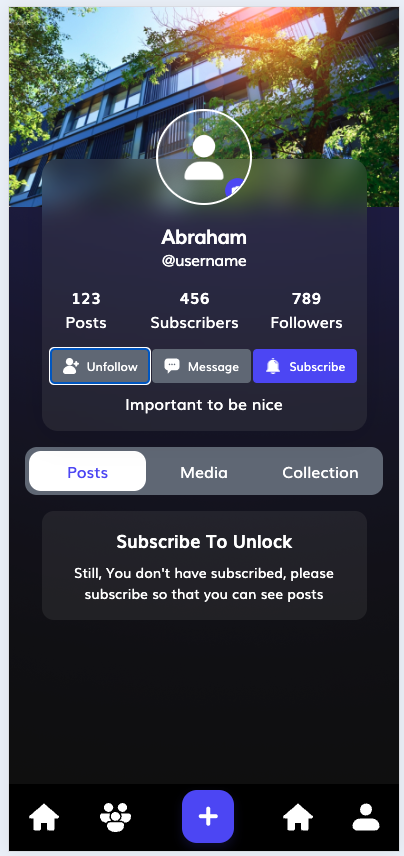 Abraham
@username
123 456 789
Posts Subscribers Followers
Unfollow Message Subscribe
Important to be nice
Posts Media Collection
Subscribe To Unlock
Still, You don't have subscribed, please
subscribe so that you can see posts